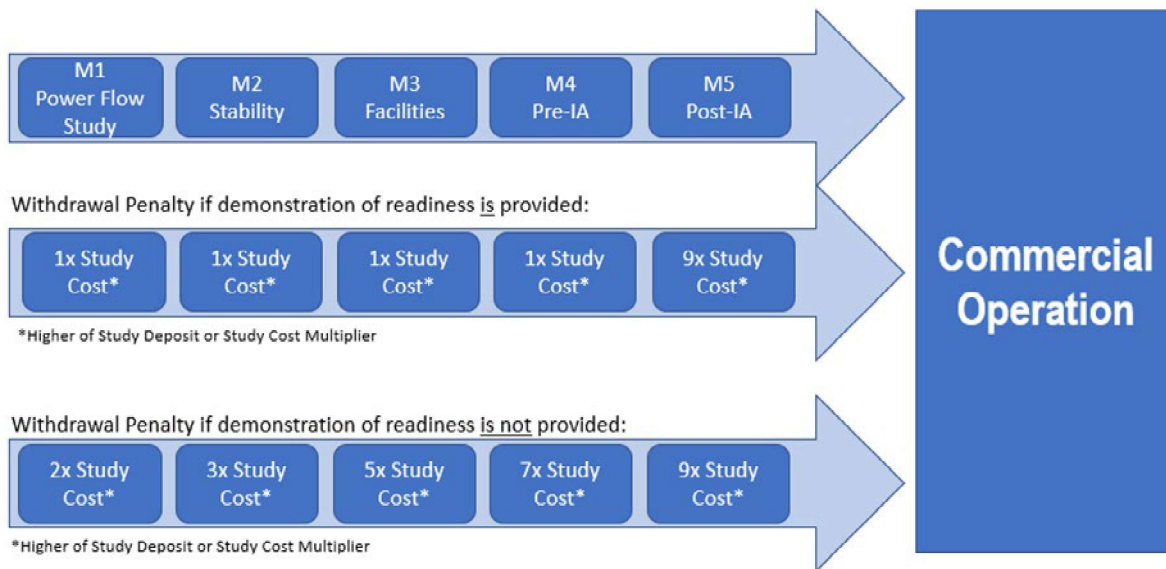 M1
Power Flow
Study
M2
Stability
M3
Facilities
M4
Pre-IA
M5
Post-IA
Withdrawal Penalty if demonstration of readiness is provided:
1x Study
Cost*
1x Study
Cost*
1x Study
Cost*
1x Study
Cost*
9x Study
Cost*
*Higher of Study Deposit or Study Cost Multiplier
Withdrawal Penalty if demonstration of readiness is not provided:
2x Study
Cost*
3x Study
Cost*
5x Study
Cost*
7x Study
Cost*
9x Study
Cost*
*Higher of Study Deposit or Study Cost Multiplier
Commercial
Operation